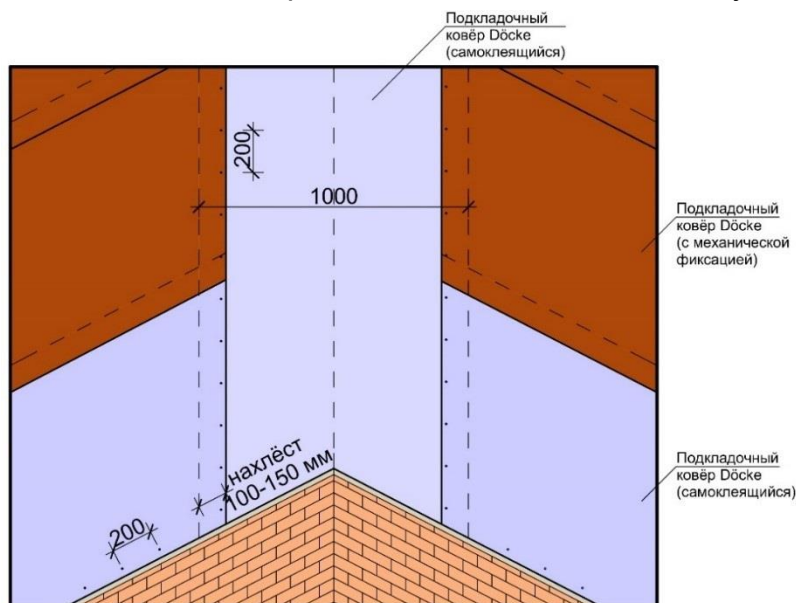 Подкладочный
ковёр Döcke
(самоклеящийся)
200
1000
Подкладочный
ковёр Döcke
(с механической
фиксацией)
нахлёст
100-150 мм
200
Подкладочный
ковёр Döcke
(самоклеящийся)